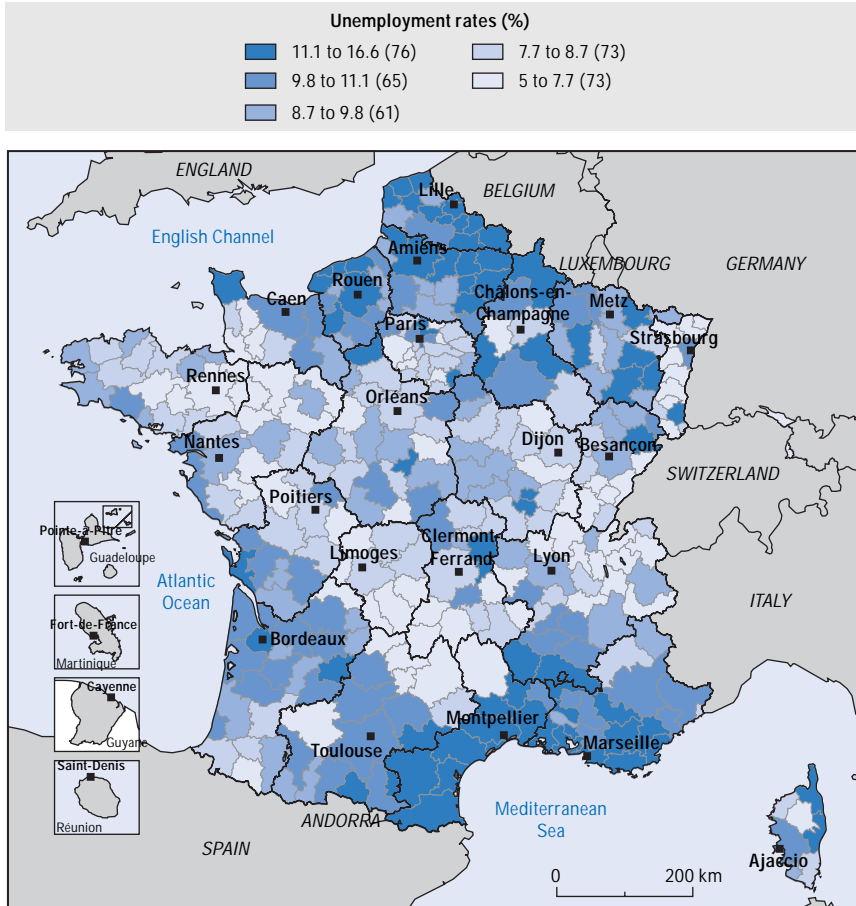 Unemployment rates (%)
11.1 to 16.6 (76)
7.7 to 8.7 (73)
9.8 to 11.1 (65)
5 to 7.7 (73)
8.7 to 9.8 (61)
ENGLAND
BELGIUM
Lille
English Channel
Amiens
LUXEMBOURG
GERMANY
Rouen
Châlons-en-
Champagne
Metz
Caen
Paris
Strasbourg
Rennes
Orléans
Nantes
Dijon
Besançon
SWITZERLAND
Poitiers
Pointe-à-Pitre
Guadeloupe
Limoges
Clermont-
Ferrand
Lyon
Atlantic
Ocean
ITALY
Fort-de-France
Martinique
Bordeaux
Cayenne
Guyane
Montpellier
Toulouse
Marseille
Saint-Denis
Réunion
ANDORRA
Mediterranean
Sea
SPAIN
Ajaccio
0 200 km